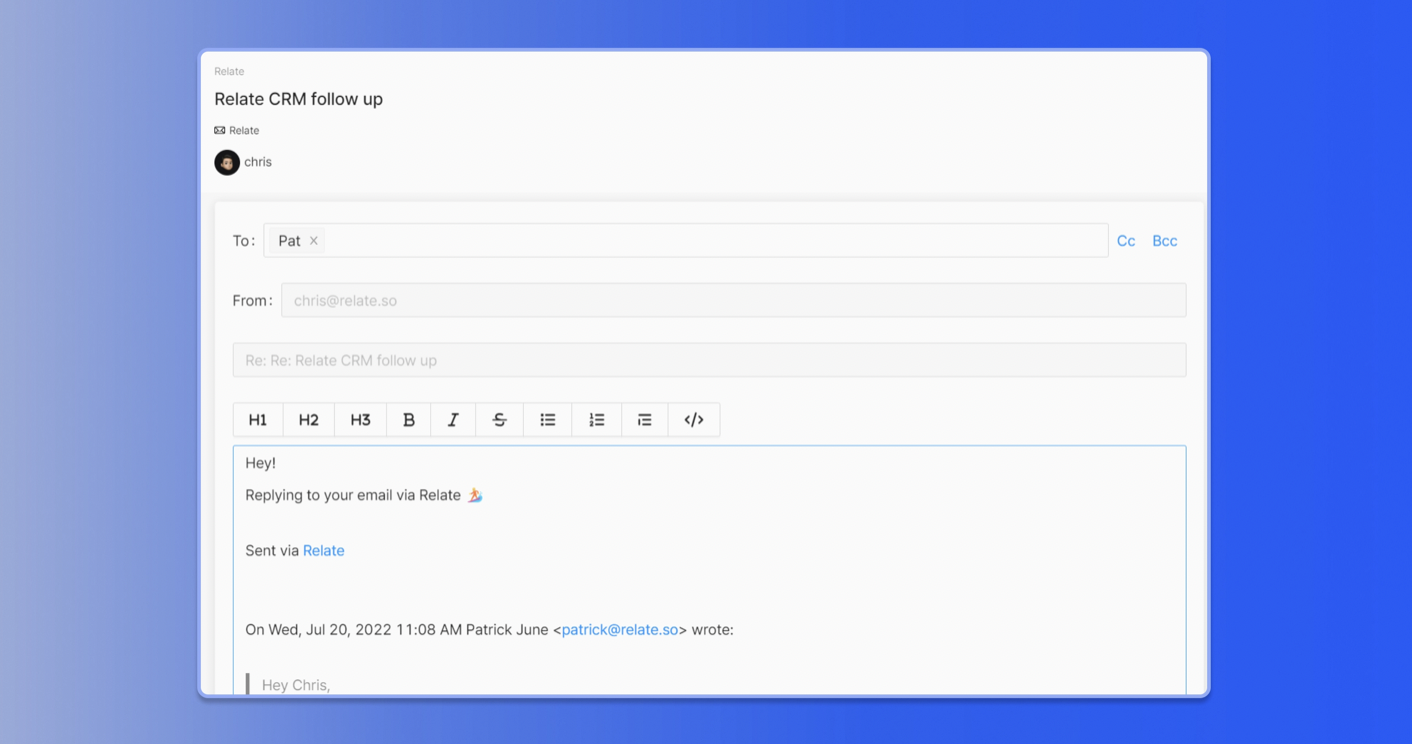 Relate
Relate CRM follow up
Relate
chris
To: Pat × Cc Bcc
From: chris@relate.so
Re: Re: Relate CRM follow up
H1 H2 H3 B I S </>
Hey!
Replying to your email via Relate 🏄
Sent via Relate
On Wed, Jul 20, 2022 11:08 AM Patrick June <patrick@relate.so> wrote:
Hey Chris,